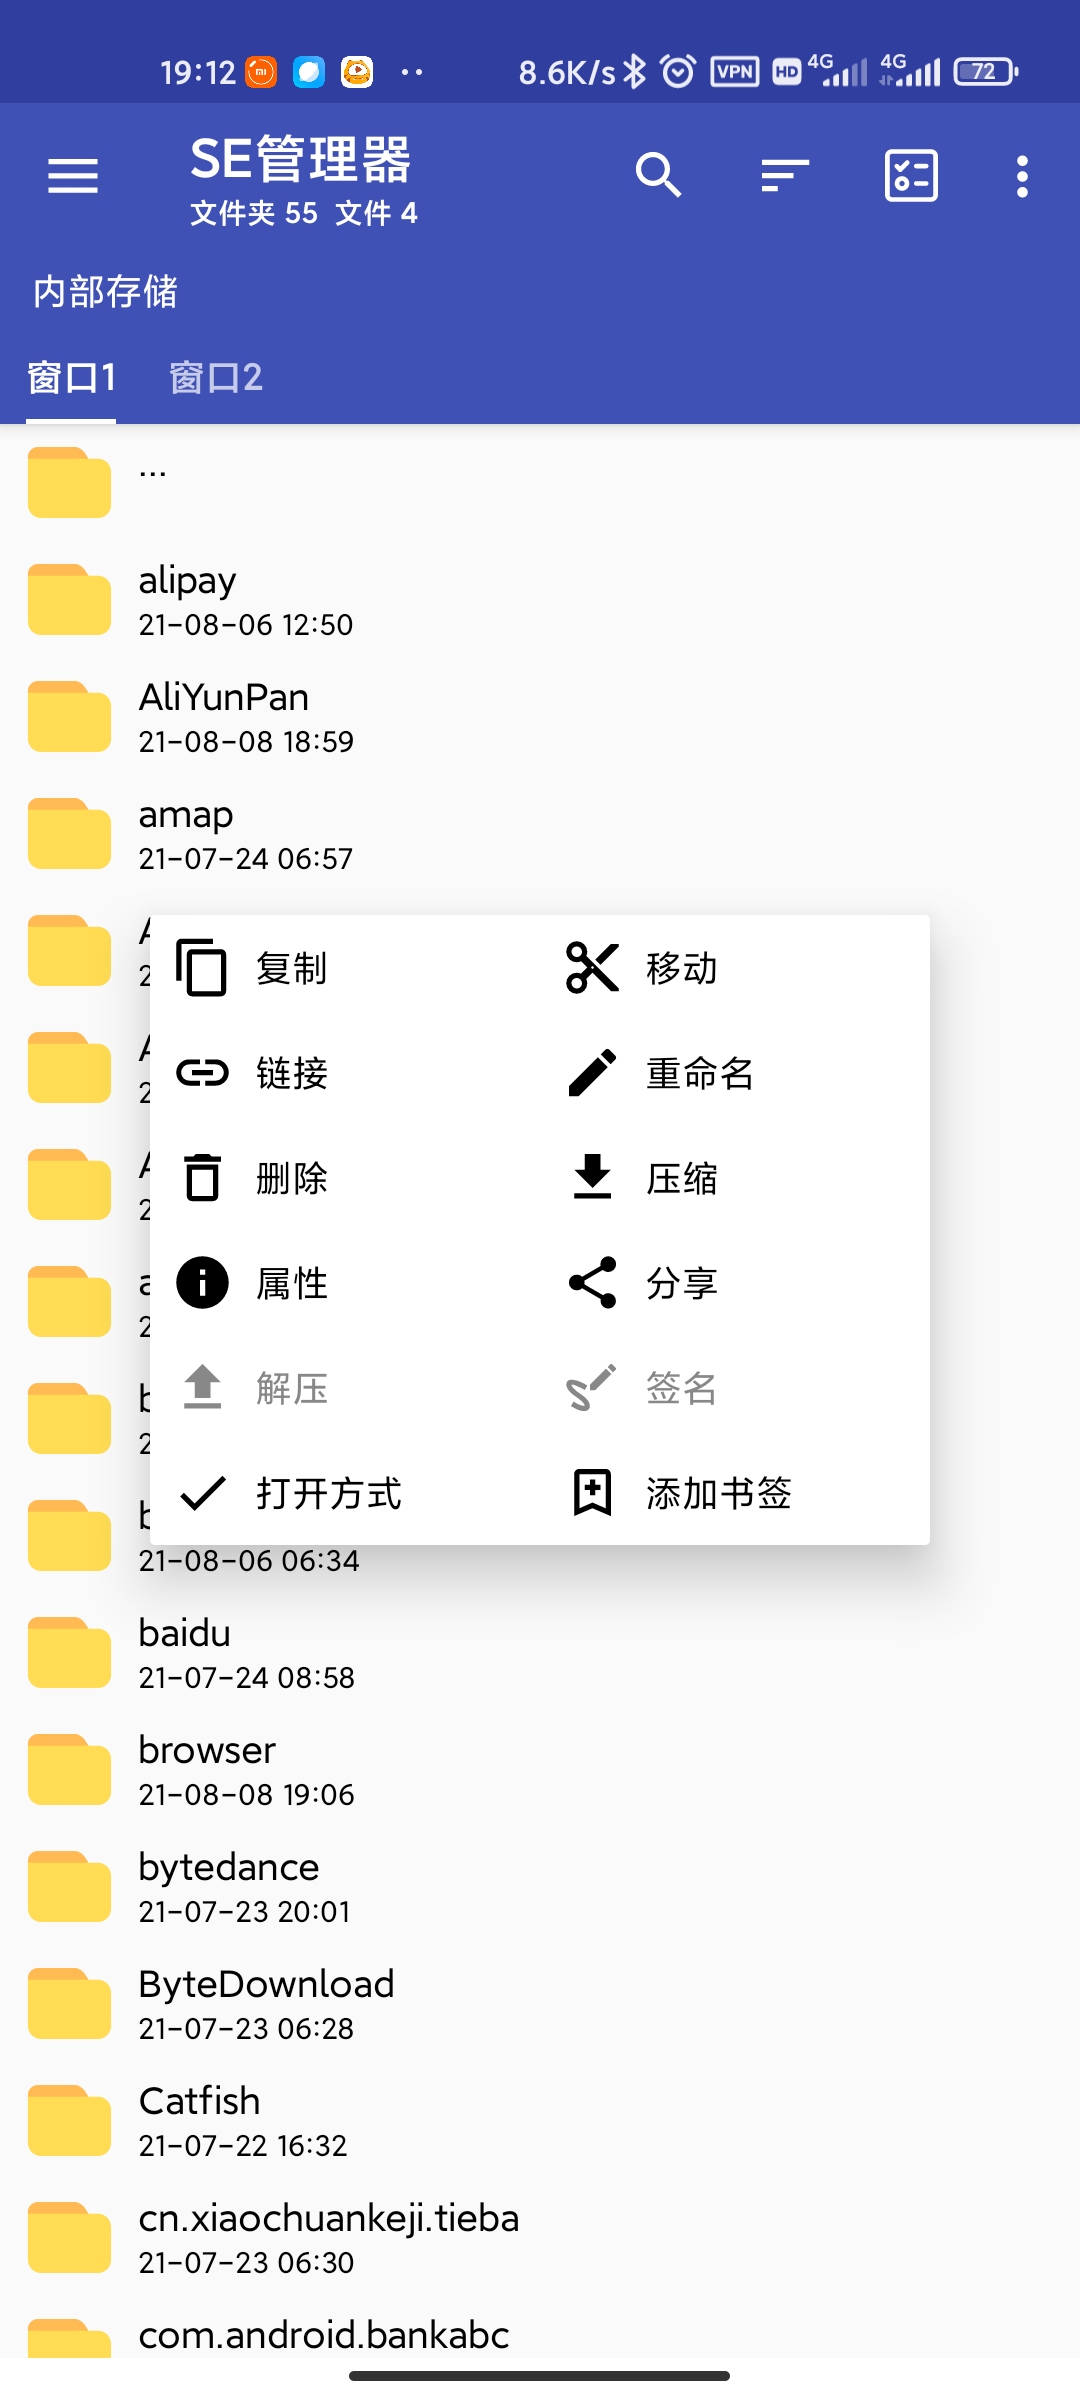 19:12 8.6K/s VPN HD 4G 4G 72
SE管理器
文件夹 55 文件 4
内部存储
窗口1 窗口2
...
alipay
21-08-06 12:50
AliYunPan
21-08-08 18:59
amap
21-07-24 06:57
复制 移动
链接 重命名
删除 压缩
属性 分享
解压 签名
打开方式 添加书签
21-08-06 06:34
baidu
21-07-24 08:58
browser
21-08-08 19:06
bytedance
21-07-23 20:01
ByteDownload
21-07-23 06:28
Catfish
21-07-22 16:32
cn.xiaochuankeji.tieba
21-07-23 06:30
com.android.bankabc